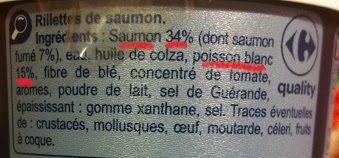 Rillettes de saumon.
Ingrédients : Saumon 34% (dont saumon
fumé 7%), eau, huile de colza, poisson blanc
15%, fibre de blé, concentré de tomate,
arômes, poudre de lait, sel de Guérande,
quality
épaississant : gomme xanthane, sel. Traces éventuelles
de : crustacés, mollusques, œuf, moutarde, céleri, fruits
à coque.